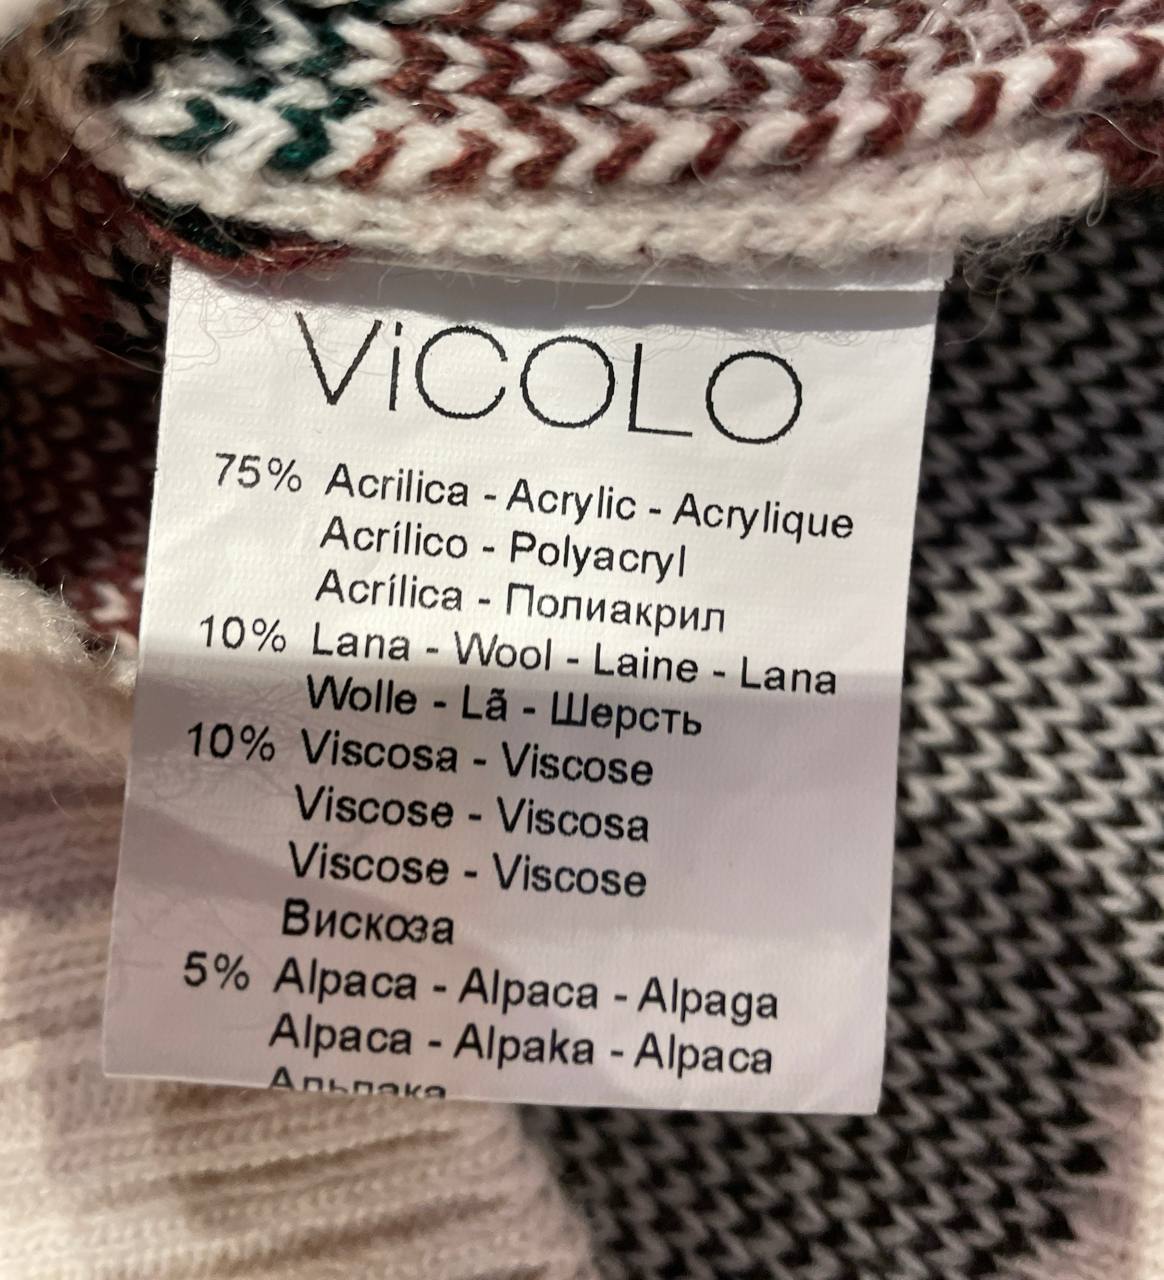 ViCOLO
75% Acrilica - Acrylic - Acrylique
Acrílico - Polyacryl
Acrílica - Полиакрил
10% Lana - Wool - Laine - Lana
Wolle - Lã - Шерсть
10% Viscosa - Viscose
Viscose - Viscosa
Viscose - Viscose
Вискоза
5% Alpaca - Alpaca - Alpaga
Alpaca - Alpaka - Alpaca
Альпака